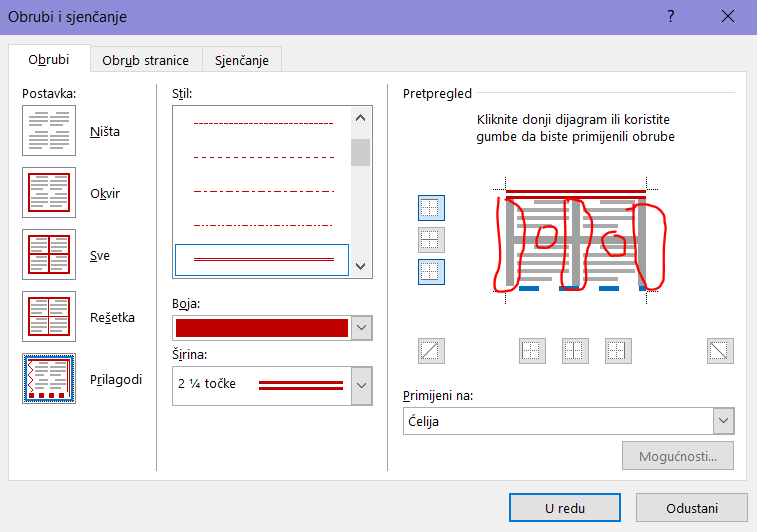 Obrubi i sjenčanje
?
Obrubi
Obrub stranice
Sjenčanje
Postavka:
Ništa
Okvir
Sve
Rešetka
Prilagodi
Stil:
Boja:
Širina:
2 ¼ točke
Pretpregled
Kliknite donji dijagram ili koristite
gumbe da biste primijenili obrube
Primijeni na:
Ćelija
Mogućnosti...
U redu
Odustani